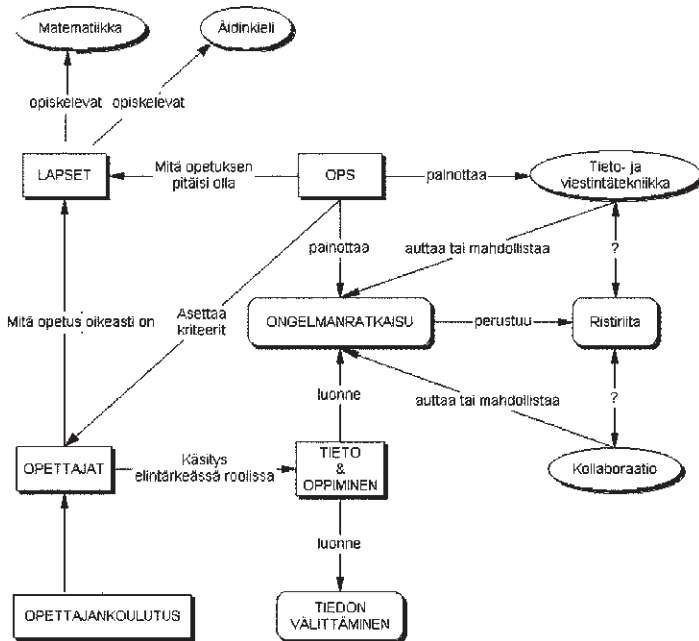 Matematiikka
Äidinkieli
opiskelevat
opiskelevat
LAPSET
Mitä opetuksen
pitäisi olla
OPS
painottaa
Tieto- ja
viestintätekniikka
painottaa
auttaa tai mahdollistaa
?
Mitä opetus oikeasti on
Asettaa
kriteerit
ONGELMANRATKAISU
perustuu
Ristiriita
luonne
auttaa tai mahdollistaa
?
OPETTAJAT
Käsitys
elintärkeässä roolissa
TIETO
&
OPPIMINEN
Kollaboraatio
luonne
OPETTAJANKOULUTUS
TIEDON
VÄLITTÄMINEN